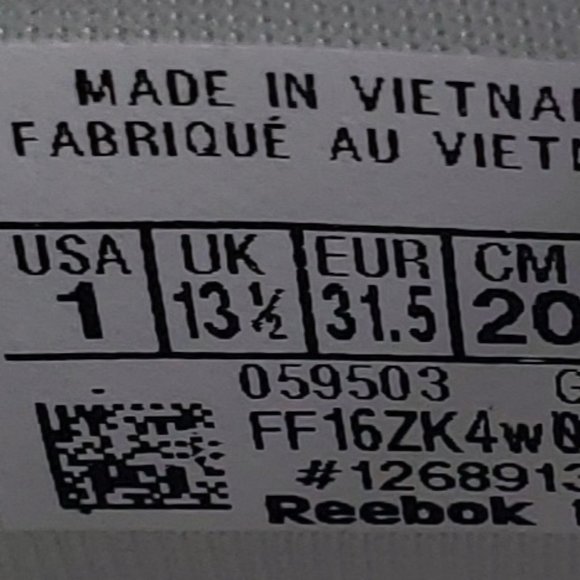 MADE IN VIETNA
FABRIQUÉ AU VIET
USA UK EUR CM
1 13½ 31.5 20
059503 G
FF16ZK4w
#1268913
Reebok